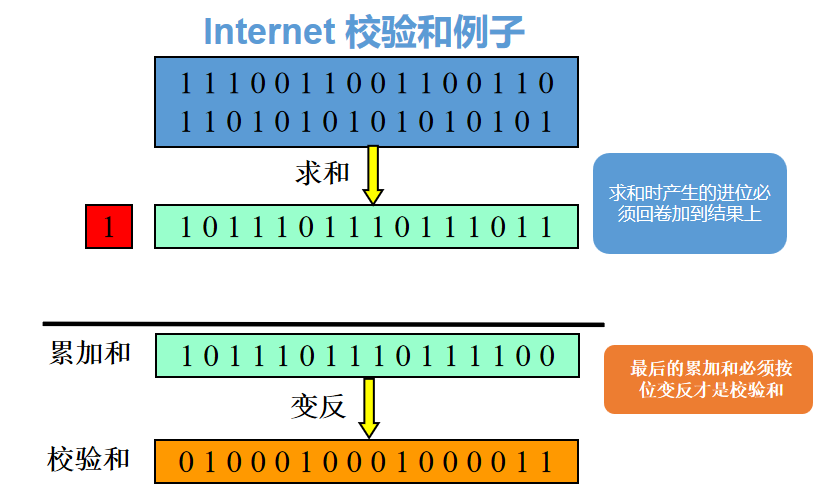 Internet 校验和例子
1 1 1 0 0 1 1 0 0 1 1 0 0 1 1 0
1 1 0 1 0 1 0 1 0 1 0 1 0 1 0 1
求和
求和时产生的进位必
须回卷加到结果上
1 1 0 1 1 1 0 1 1 1 0 1 1 1 0 1 1
累加和 1 0 1 1 1 0 1 1 1 0 1 1 1 1 0 0
最后的累加和必须按
位变反才是校验和
变反
校验和 0 1 0 0 0 1 0 0 0 1 0 0 0 0 1 1